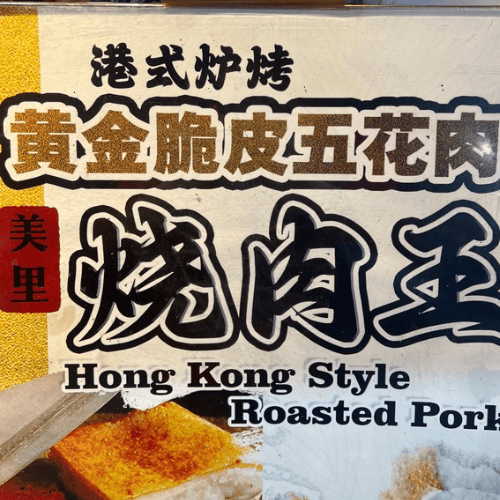 港式炉烤
黄金脆皮五花肉
美里
烧肉王
Hong Kong Style
Roasted Pork